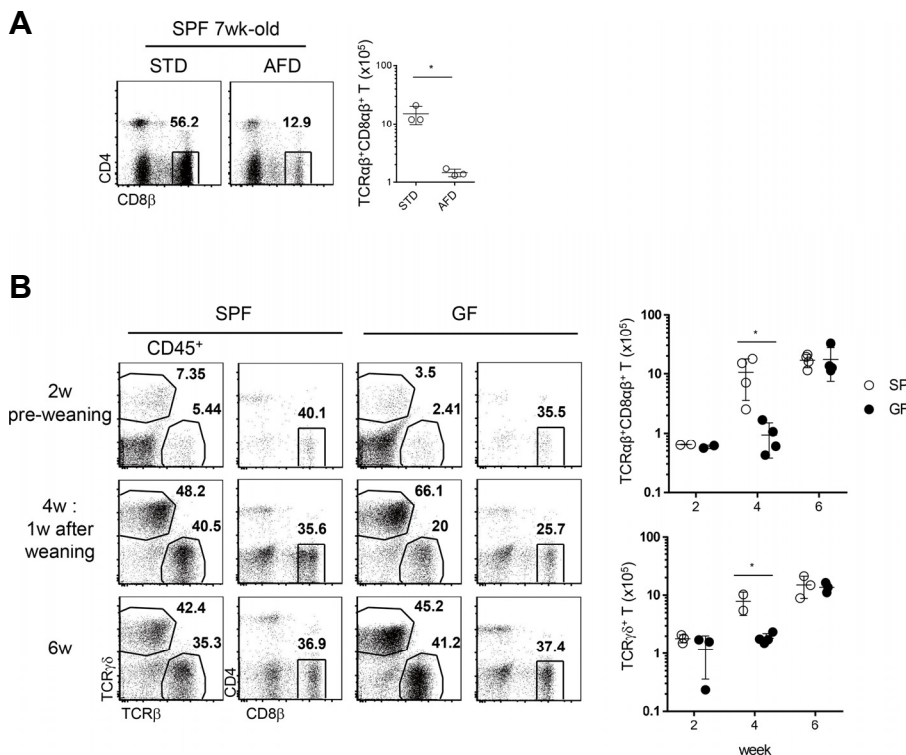 A
SPF 7wk-old
STD
AFD
56.2
12.9
CD4
CD8β
TCRαβ⁺CD8αβ⁺ T (x10⁵)
100
10
1
*
STD
AFD
B
SPF
GF
CD45⁺
2w
pre-weaning
7.35
5.44
40.1
3.5
2.41
35.5
4w :
1w after
weaning
48.2
40.5
35.6
66.1
20
25.7
6w
42.4
35.3
36.9
45.2
41.2
37.4
TCRγδ
TCRβ
CD4
CD8β
TCRαβ⁺CD8αβ⁺ T (x10⁵)
100
10
1
0.1
*
2 4 6
SP
GF
TCRγδ⁺ T (x10⁵)
100
10
1
0.1
*
2 4 6
week